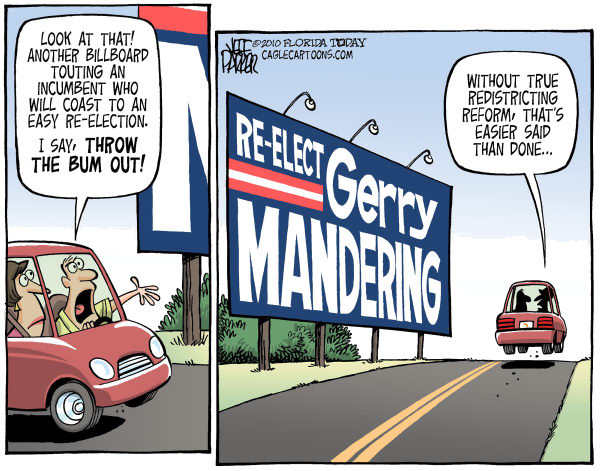 LOOK AT THAT!
ANOTHER BILLBOARD
TOUTING AN
INCUMBENT WHO
WILL COAST TO AN
EASY RE-ELECTION.
I SAY, THROW
THE BUM OUT!
JEFF PARKER
©2010 FLORIDA TODAY
CAGLECARTOONS.COM
RE-ELECT
Gerry
MANDERING
WITHOUT TRUE
REDISTRICTING
REFORM, THAT'S
EASIER SAID
THAN DONE...